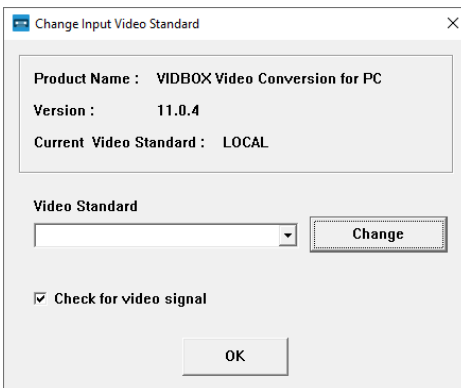 Change Input Video Standard
Product Name : VIDBOX Video Conversion for PC
Version : 11.0.4
Current Video Standard : LOCAL
Video Standard
Change
Check for video signal
OK